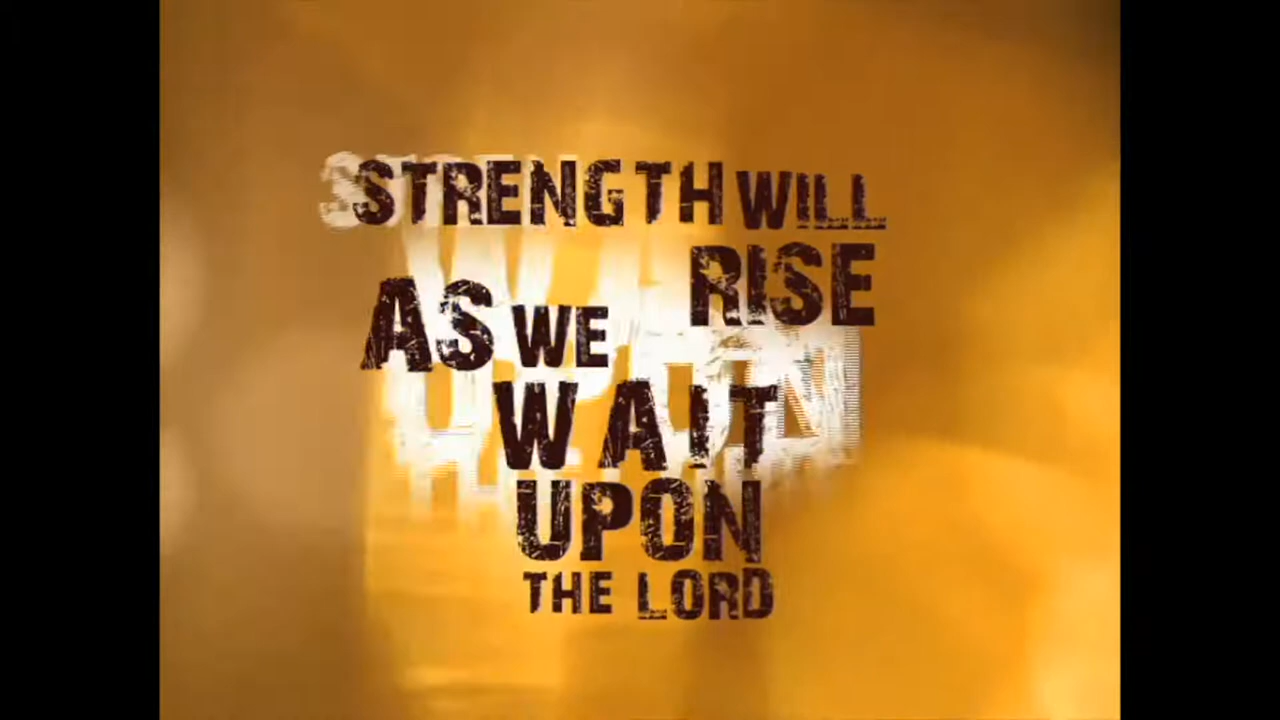 STRENGTH WILL
RISE
AS WE
WAIT
UPON
THE LORD